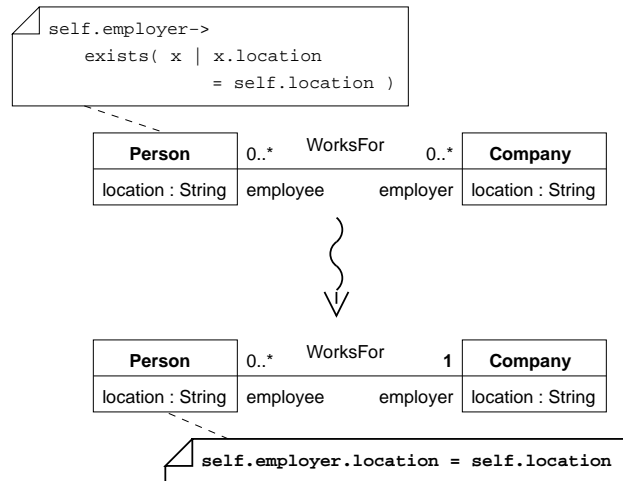 self.employer->
exists( x | x.location
= self.location )
Person 0..* WorksFor 0..* Company
location : String employee employer location : String
Person 0..* WorksFor 1 Company
location : String employee employer location : String
self.employer.location = self.location